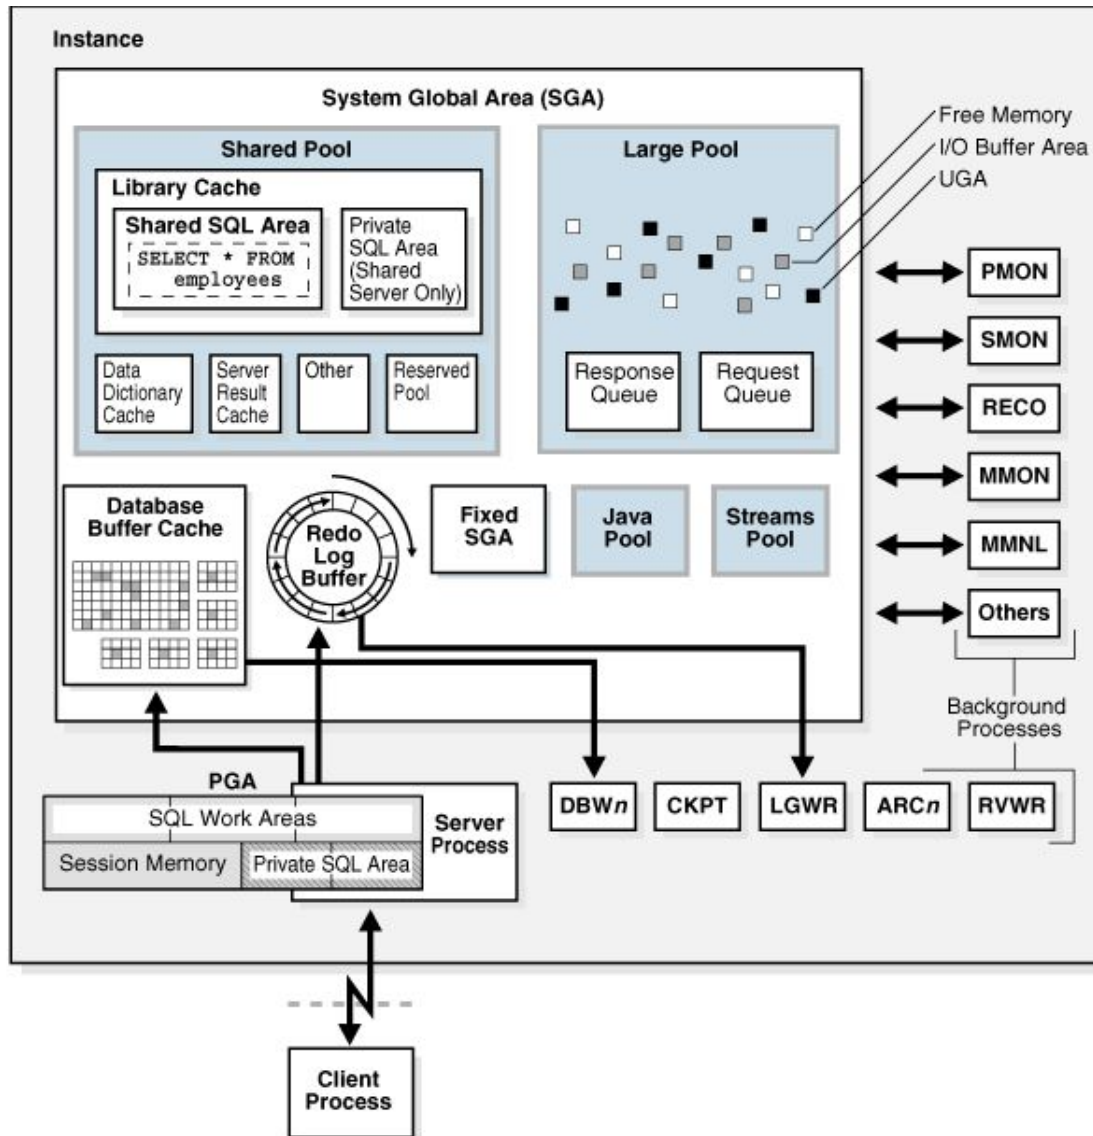 Instance
System Global Area (SGA)
Shared Pool
Library Cache
Shared SQL Area
SELECT * FROM
employees
Private
SQL Area
(Shared
Server Only)
Data
Dictionary
Cache
Server
Result
Cache
Other
Reserved
Pool
Large Pool
Response
Queue
Request
Queue
Free Memory
I/O Buffer Area
UGA
Database
Buffer Cache
Redo
Log
Buffer
Fixed
SGA
Java
Pool
Streams
Pool
PMON
SMON
RECO
MMON
MMNL
Others
Background
Processes
PGA
SQL Work Areas
Session Memory
Private SQL Area
Server
Process
DBWn
CKPT
LGWR
ARCn
RVWR
Client
Process